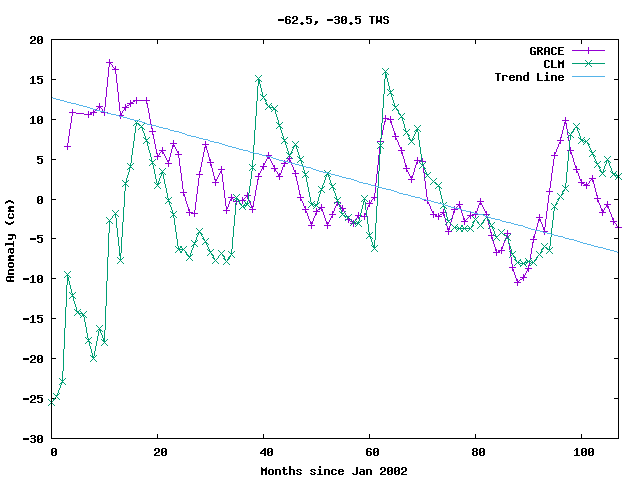 -62.5, -30.5 TWS
GRACE
CLM
Trend Line
20
15
10
5
0
-5
-10
-15
-20
-25
-30
Anomaly (cm)
0 20 40 60 80 100
Months since Jan 2002